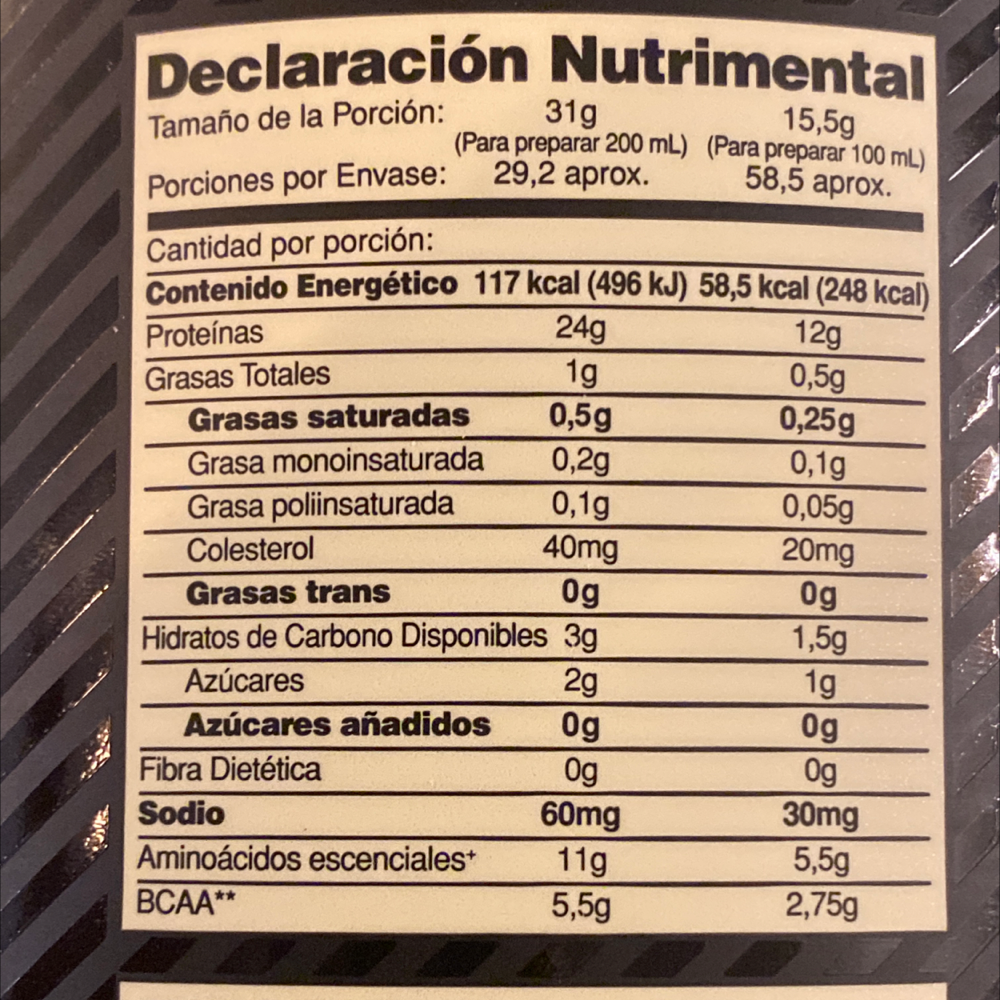 Declaración Nutrimental
Tamaño de la Porción: 31g 15,5g
(Para preparar 200 mL) (Para preparar 100 mL)
Porciones por Envase: 29,2 aprox. 58,5 aprox.
Cantidad por porción:
Contenido Energético 117 kcal (496 kJ) 58,5 kcal (248 kcal)
Proteínas 24g 12g
Grasas Totales 1g 0,5g
Grasas saturadas 0,5g 0,25g
Grasa monoinsaturada 0,2g 0,1g
Grasa poliinsaturada 0,1g 0,05g
Colesterol 40mg 20mg
Grasas trans 0g 0g
Hidratos de Carbono Disponibles 3g 1,5g
Azúcares 2g 1g
Azúcares añadidos 0g 0g
Fibra Dietética 0g 0g
Sodio 60mg 30mg
Aminoácidos escenciales+ 11g 5,5g
BCAA** 5,5g 2,75g